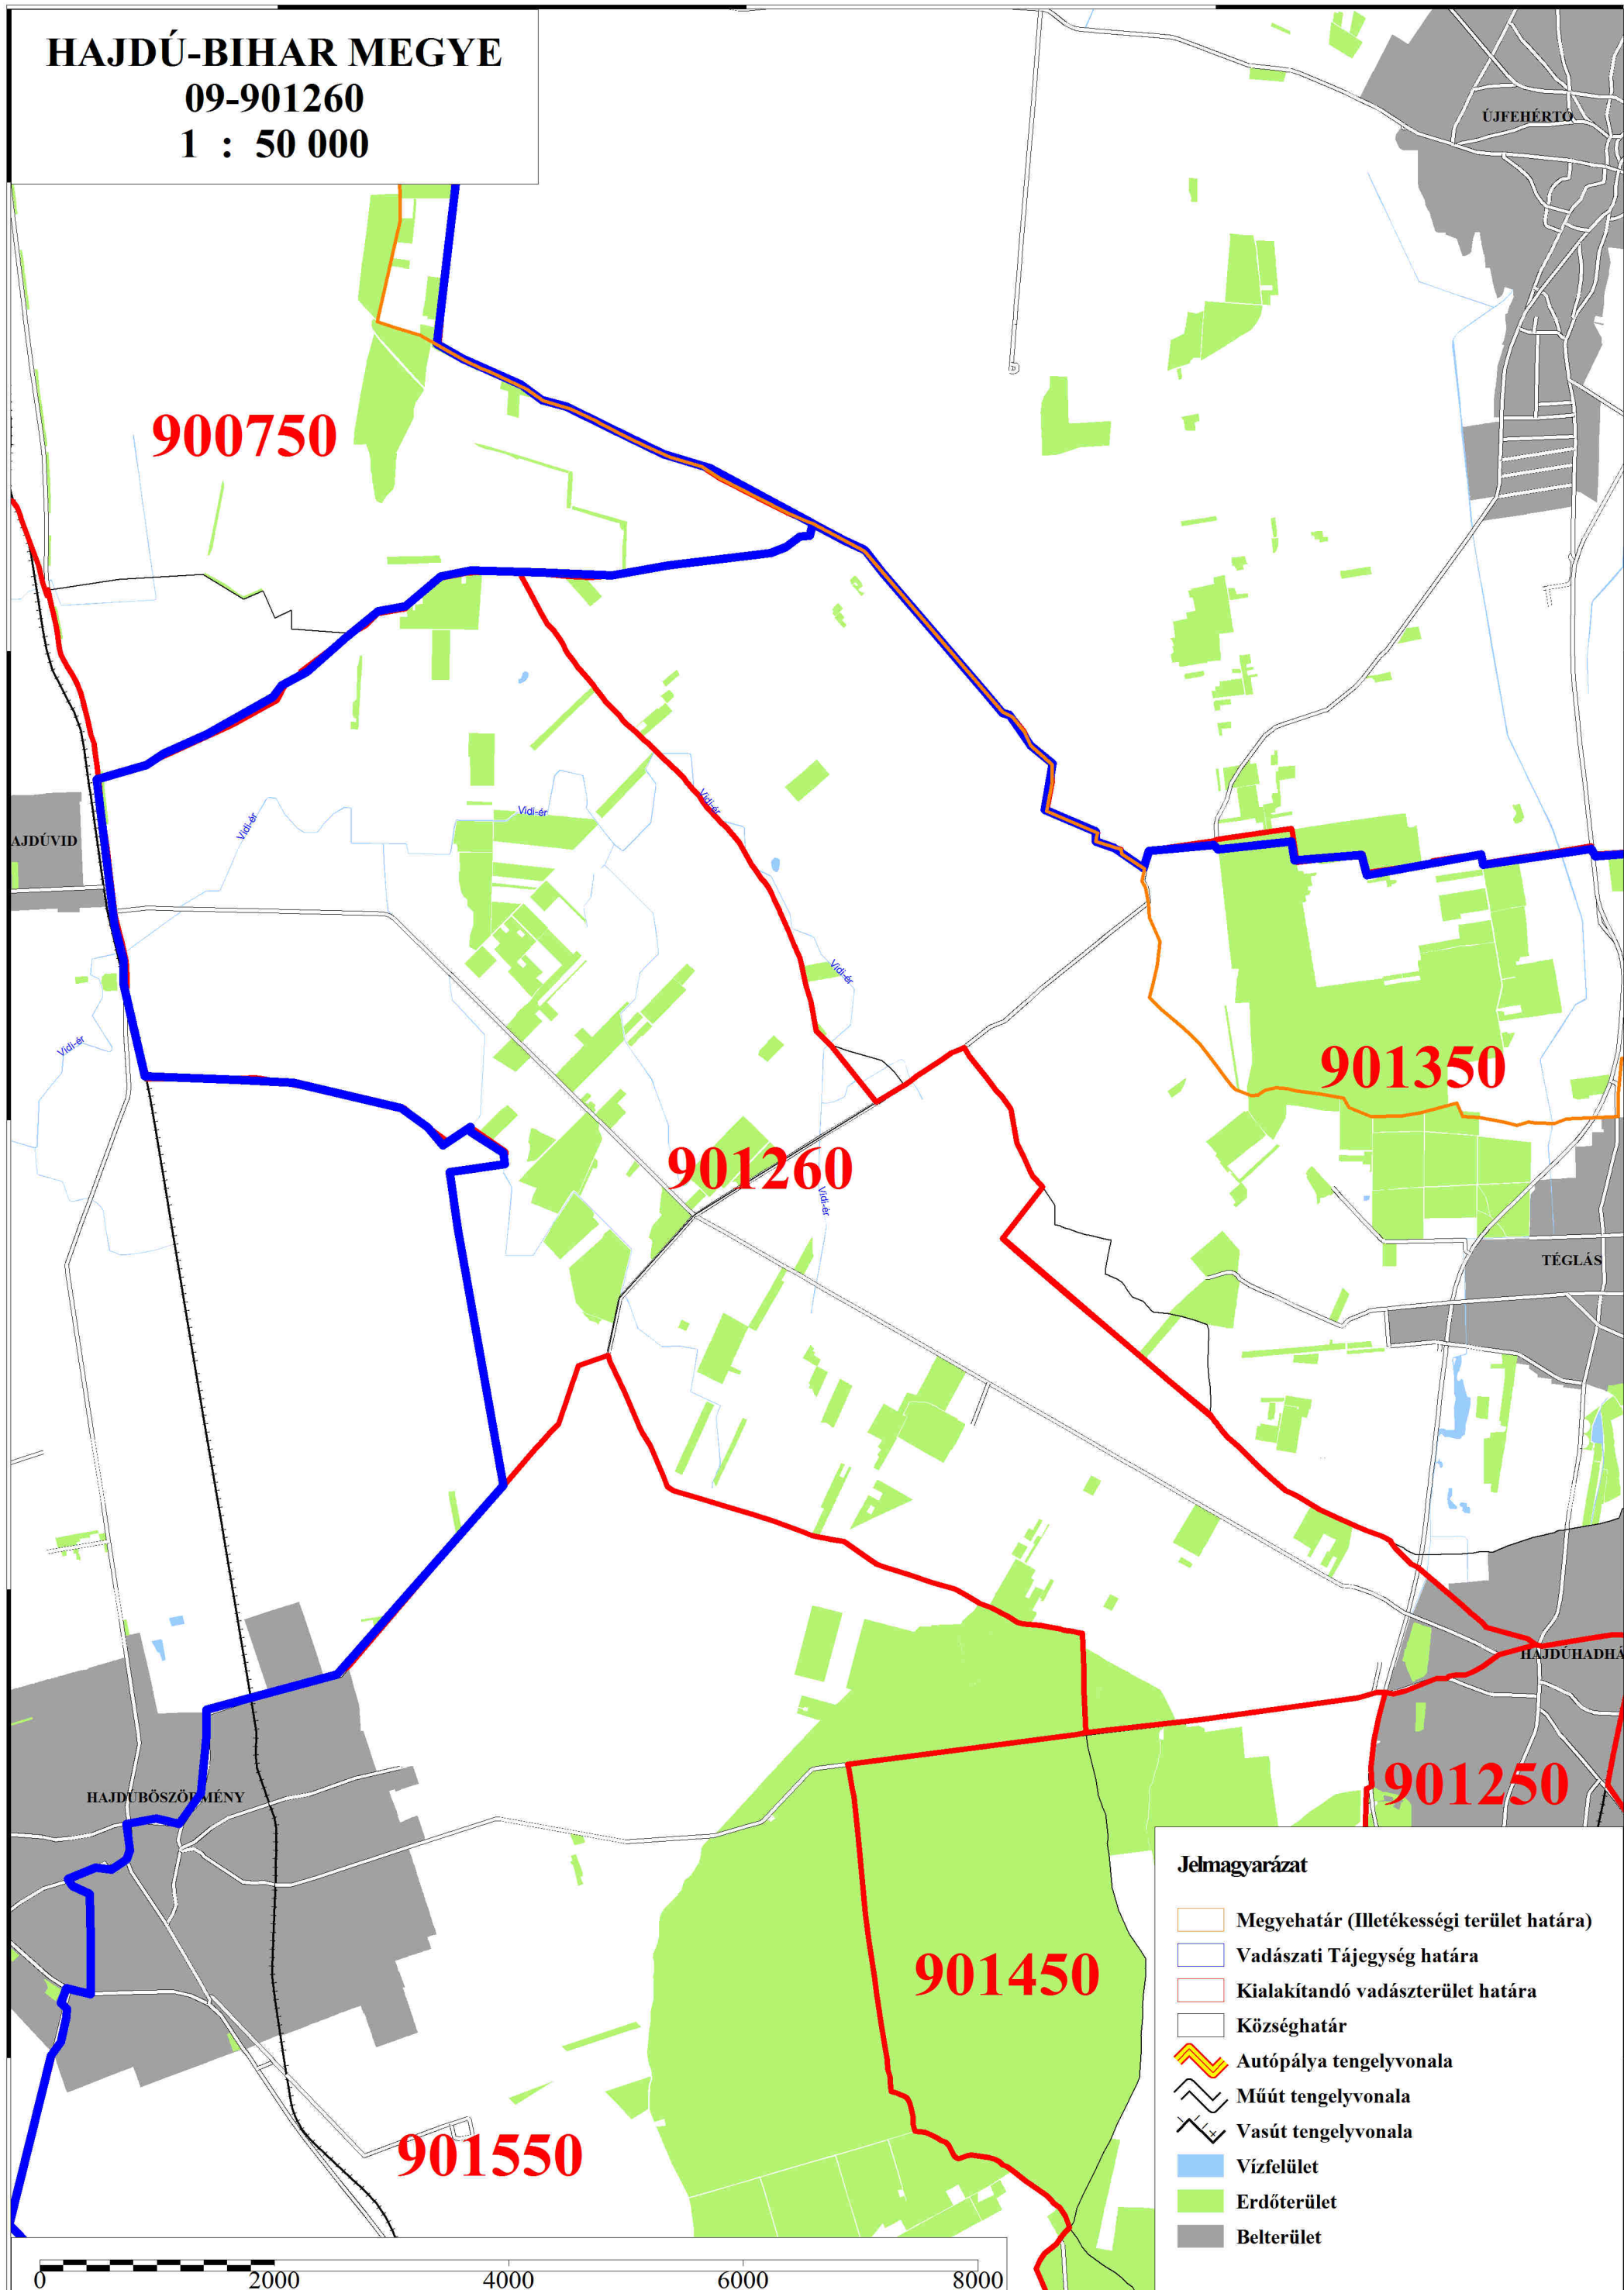 HAJDÚ-BIHAR MEGYE
09-901260
1 : 50 000
ÚJFEHÉRTÓ
900750
Vidi-ér
Vidi-ér
Vidi-ér
AJDÚVID
Vidi-ér
Vidi-ér
901350
901260
Vidi-ér
TÉGLÁS
HAJDÚHADHÁ
901250
HAJDÚBÖSZÖRMÉNY
901450
901550
Jelmagyarázat
Megyehatár (Illetékességi terület határa)
Vadászati Tájegység határa
Kialakítandó vadászterület határa
Községhatár
Autópálya tengelyvonala
Műút tengelyvonala
Vasút tengelyvonala
Vízfelület
Erdőterület
Belterület
0 2000 4000 6000 8000